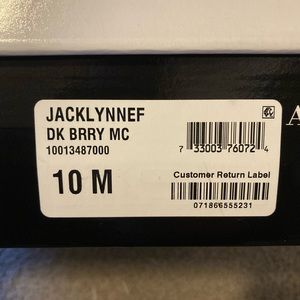 JACKLYNNEF
DK BRRY MC
10013487000
10 M
7 33003 76072 4
Customer Return Label
071866555231
A